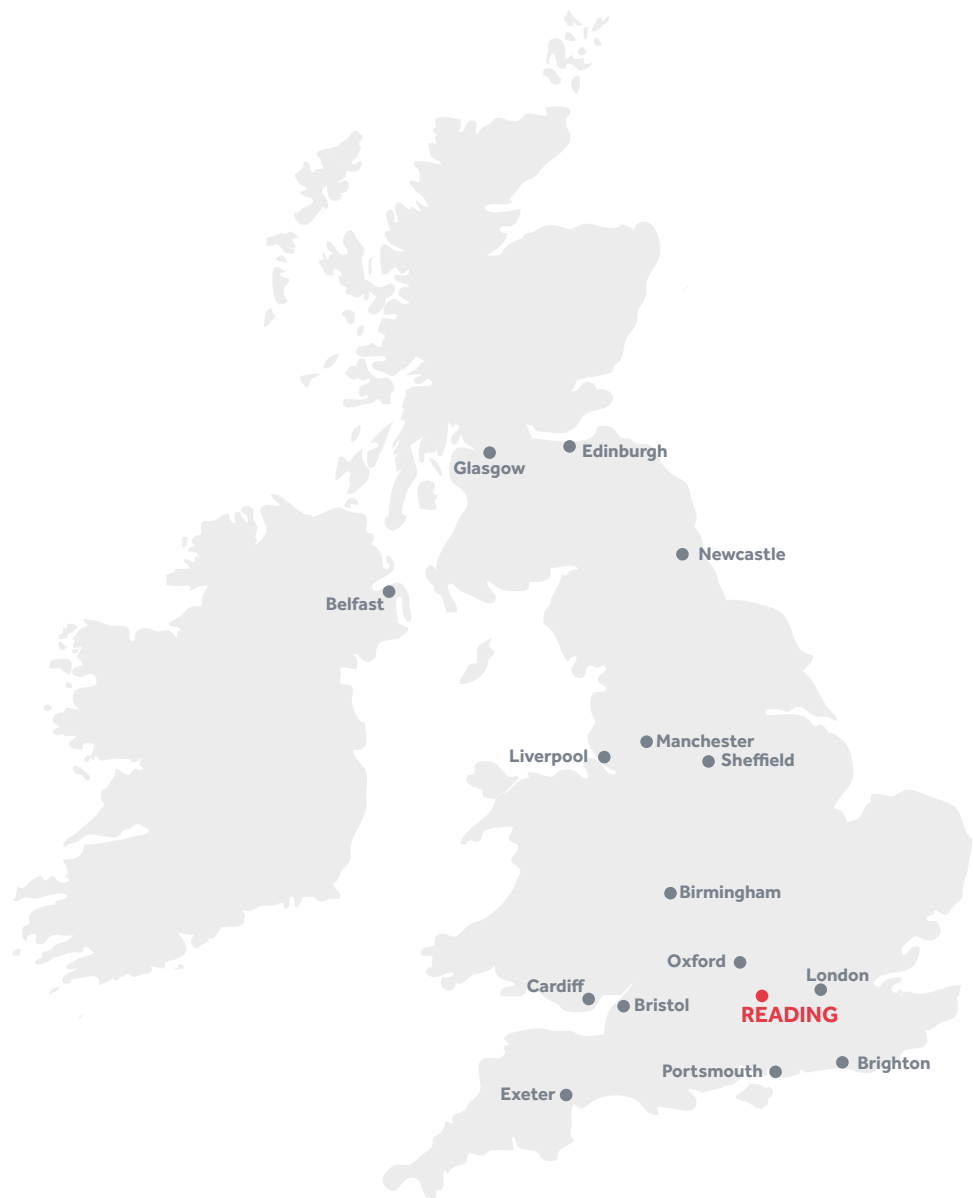 Edinburgh
Glasgow
Newcastle
Belfast
Manchester
Liverpool
Sheffield
Birmingham
Oxford
London
Cardiff
Bristol
READING
Brighton
Portsmouth
Exeter